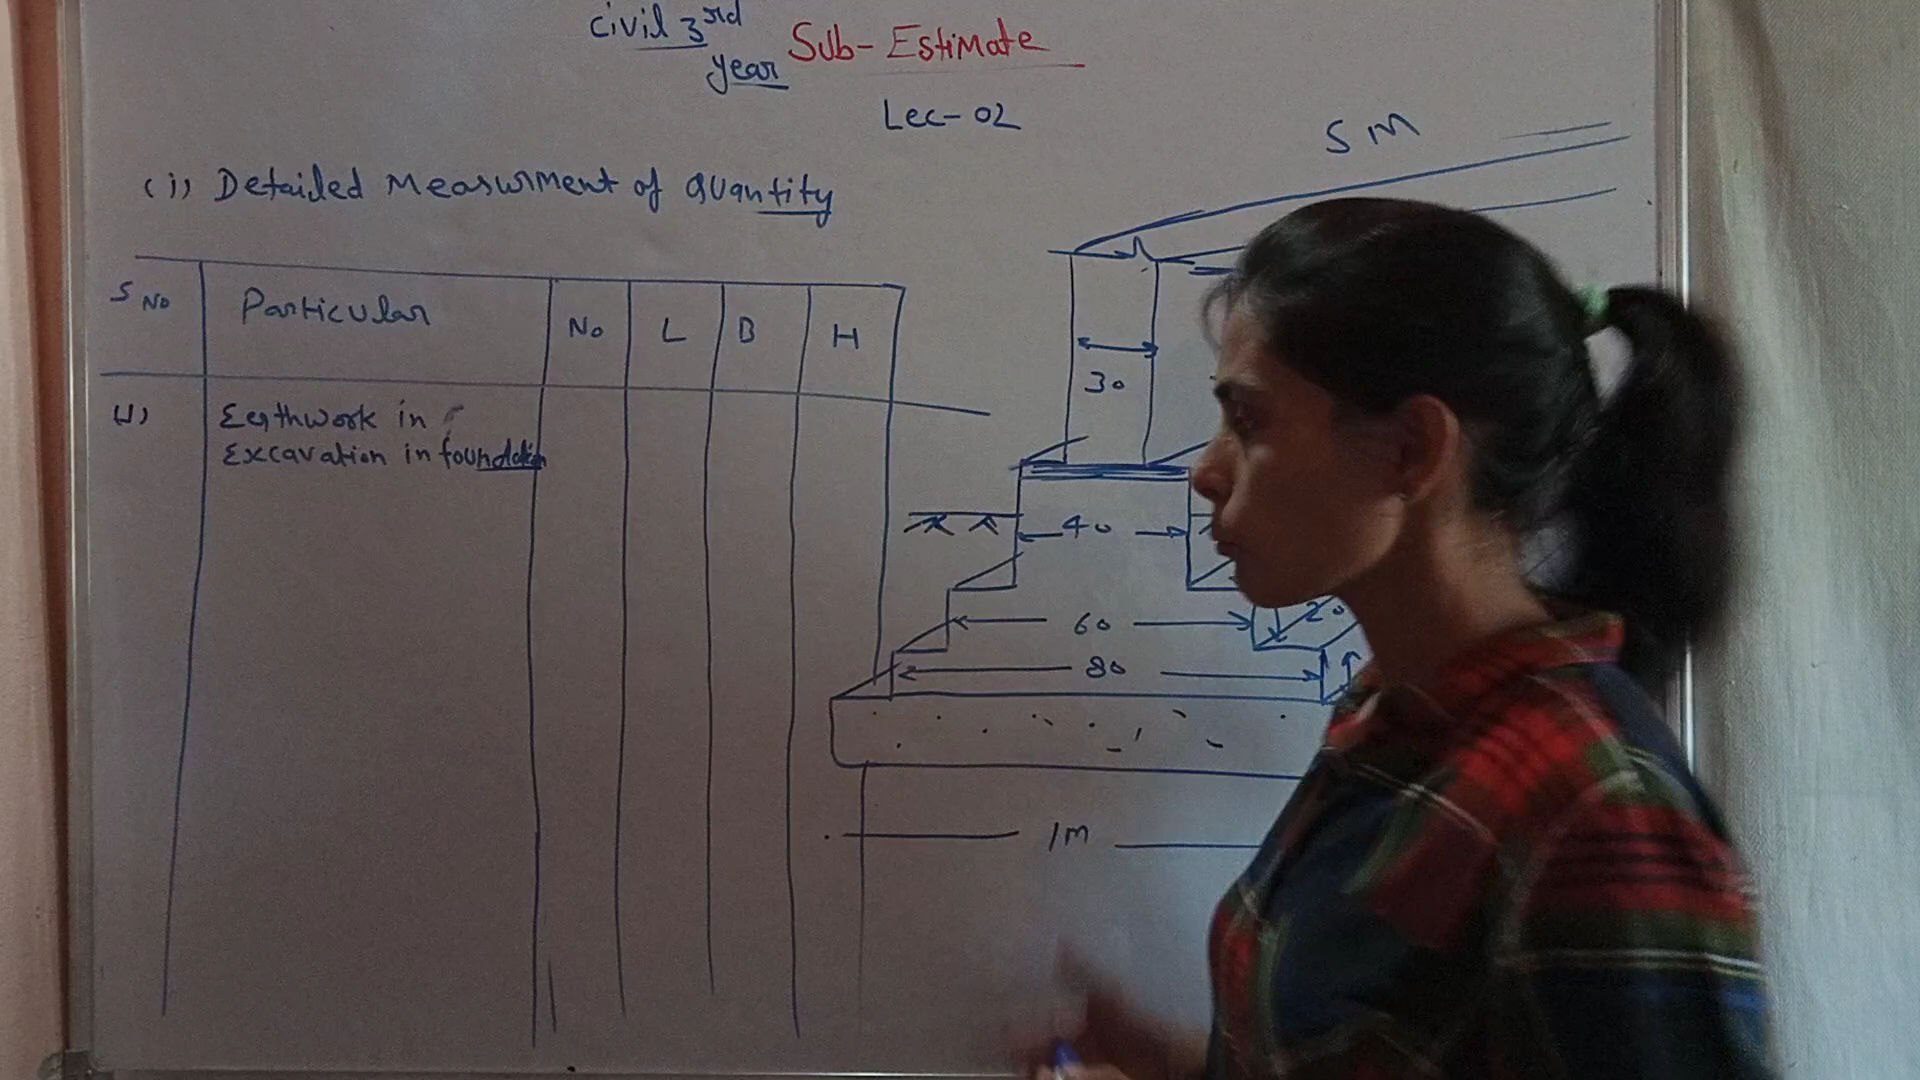 Civil 3rd
year
Sub- Estimate
Lec- 02
5 M
(i) Detailed Measurment of Quantity
S No
Particular
No
L
B
H
1)
Earthwork in
Excavation in foundation
30
40
60
20
80
1M